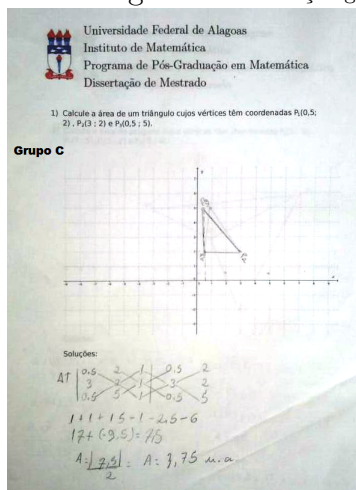 Universidade Federal de Alagoas
Instituto de Matemática
Programa de Pós-Graduação em Matemática
Dissertação de Mestrado
1) Calcule a área de um triângulo cujos vértices têm coordenadas P₁(0,5;
2) , P₂(3 ; 2) e P₃(0,5 ; 5).
Grupo C
P₁ P₂
Soluções:
0,5 2 1 0,5 2
AT 3 2 1 3 2
0,5 5 1 0,5 5
1+1+15-1-2,5-6
17+(-9,5)=7,5
A=|7,5|/2 = A= 3,75 u.a.